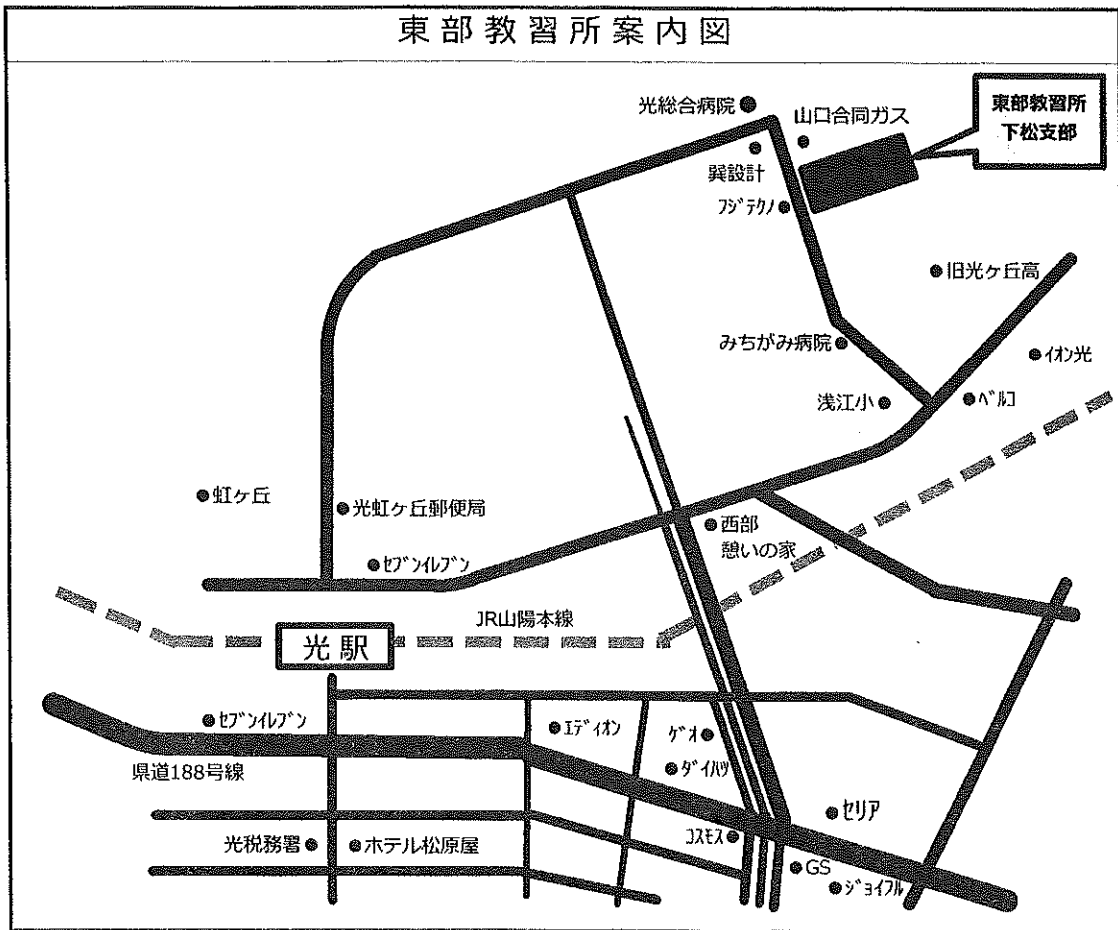 東部教習所案内図
光総合病院
山口合同ガス
東部教習所
下松支部
巽設計
ﾌｼﾞﾃｸﾉ
旧光ヶ丘高
みちがみ病院
ｲｵﾝ光
浅江小
ﾍﾞﾙｺ
虹ヶ丘
光虹ヶ丘郵便局
西部
憩いの家
ｾﾌﾞﾝｲﾚﾌﾞﾝ
JR山陽本線
光駅
ｾﾌﾞﾝｲﾚﾌﾞﾝ
ｴﾃﾞｨｵﾝ
ｹﾞｵ
県道188号線
ﾀﾞｲﾊﾂ
ｾﾘｱ
光税務署
ホテル松原屋
ｺｽﾓｽ
GS
ｼﾞｮｲﾌﾙ